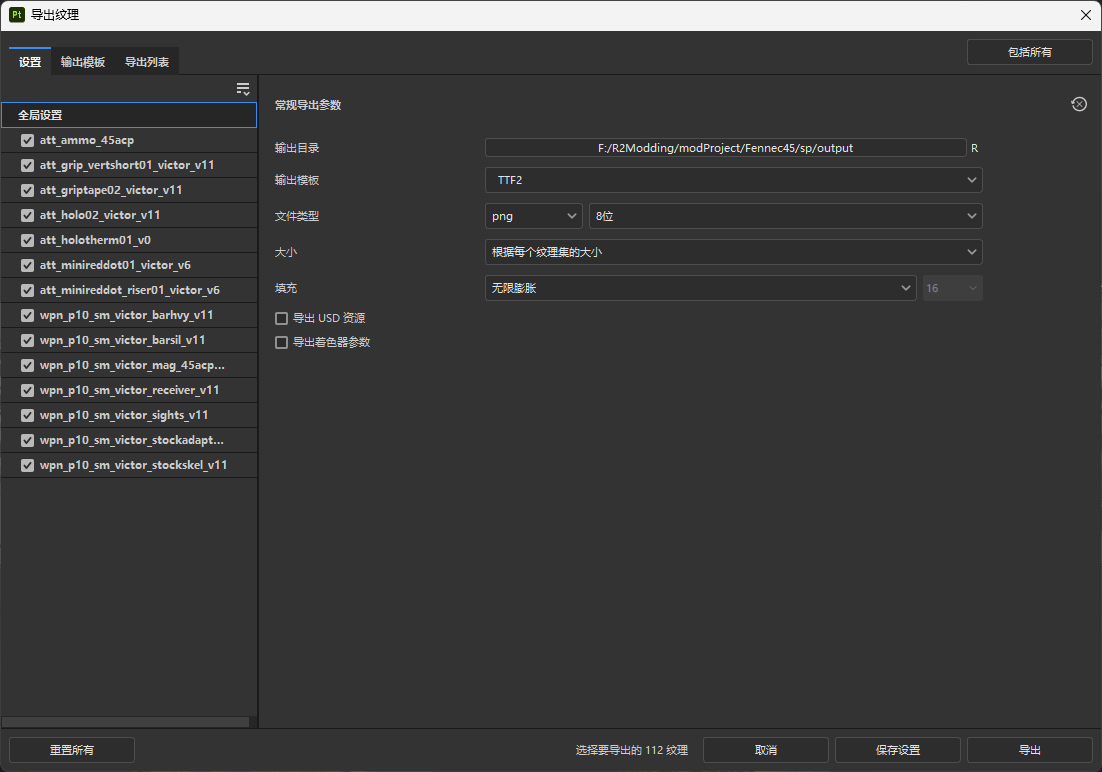 Pt 导出纹理
设置 输出模板 导出列表 包括所有
全局设置
att_ammo_45acp
att_grip_vertshort01_victor_v11
att_griptape02_victor_v11
att_holo02_victor_v11
att_holotherm01_v0
att_minireddot01_victor_v6
att_minireddot_riser01_victor_v6
wpn_p10_sm_victor_barhvy_v11
wpn_p10_sm_victor_barsil_v11
wpn_p10_sm_victor_mag_45acp...
wpn_p10_sm_victor_receiver_v11
wpn_p10_sm_victor_sights_v11
wpn_p10_sm_victor_stockadapt...
wpn_p10_sm_victor_stockskel_v11
常规导出参数
输出目录 F:/R2Modding/modProject/Fennec45/sp/output R
输出模板 TTF2
文件类型 png 8位
大小 根据每个纹理集的大小
填充 无限膨胀 16
导出 USD 资源
导出着色器参数
重置所有 选择要导出的 112 纹理 取消 保存设置 导出